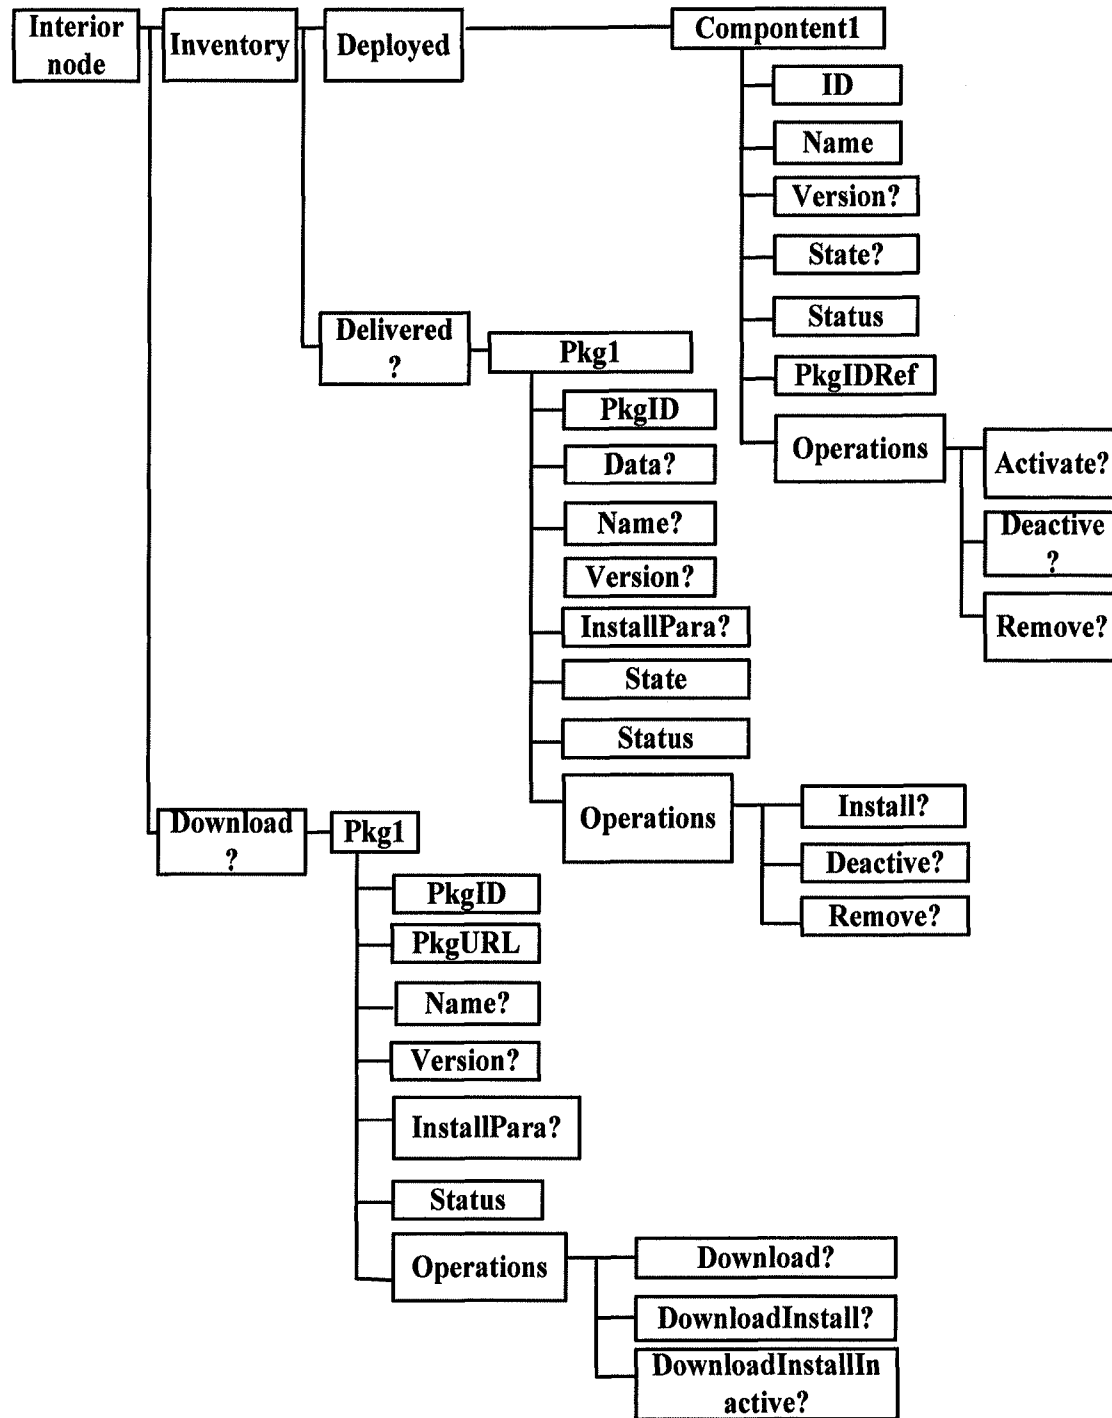 Interior
node
Inventory
Deployed
Compontent1
ID
Name
Version?
State?
Status
PkgIDRef
Operations
Activate?
Deactive
?
Remove?
Delivered
?
Pkg1
PkgID
Data?
Name?
Version?
InstallPara?
State
Status
Operations
Install?
Deactive?
Remove?
Download
?
Pkg1
PkgID
PkgURL
Name?
Version?
InstallPara?
Status
Operations
Download?
DownloadInstall?
DownloadInstallIn
active?